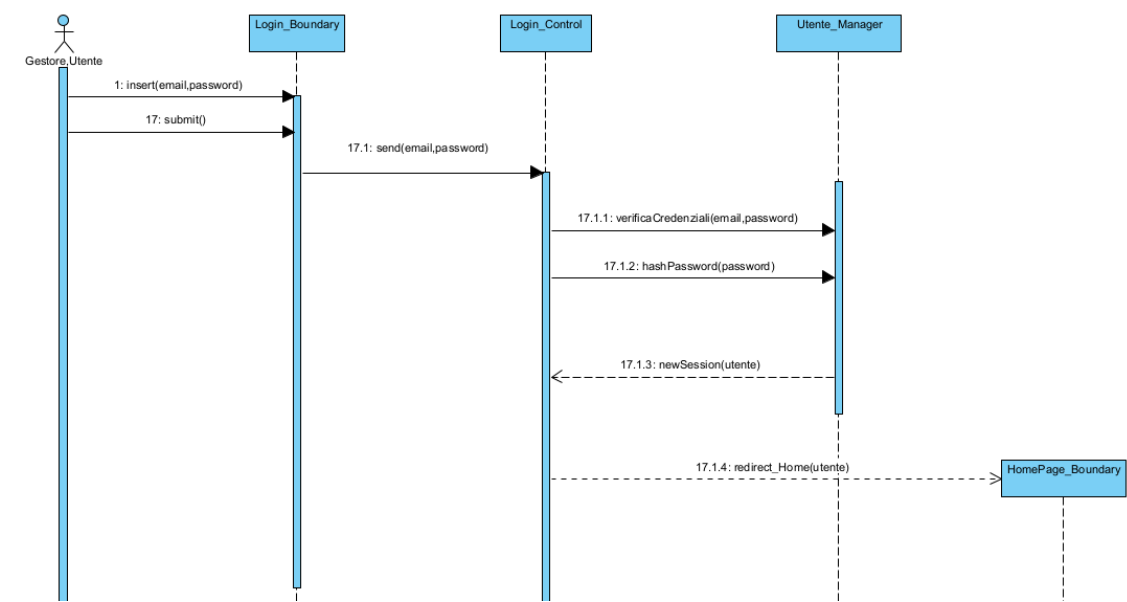 Login_Boundary
Login_Control
Utente_Manager
Gestore,Utente
1: insert(email,password)
17: submit()
17.1: send(email,password)
17.1.1: verificaCredenziali(email,password)
17.1.2: hashPassword(password)
17.1.3: newSession(utente)
17.1.4: redirect_Home(utente)
HomePage_Boundary